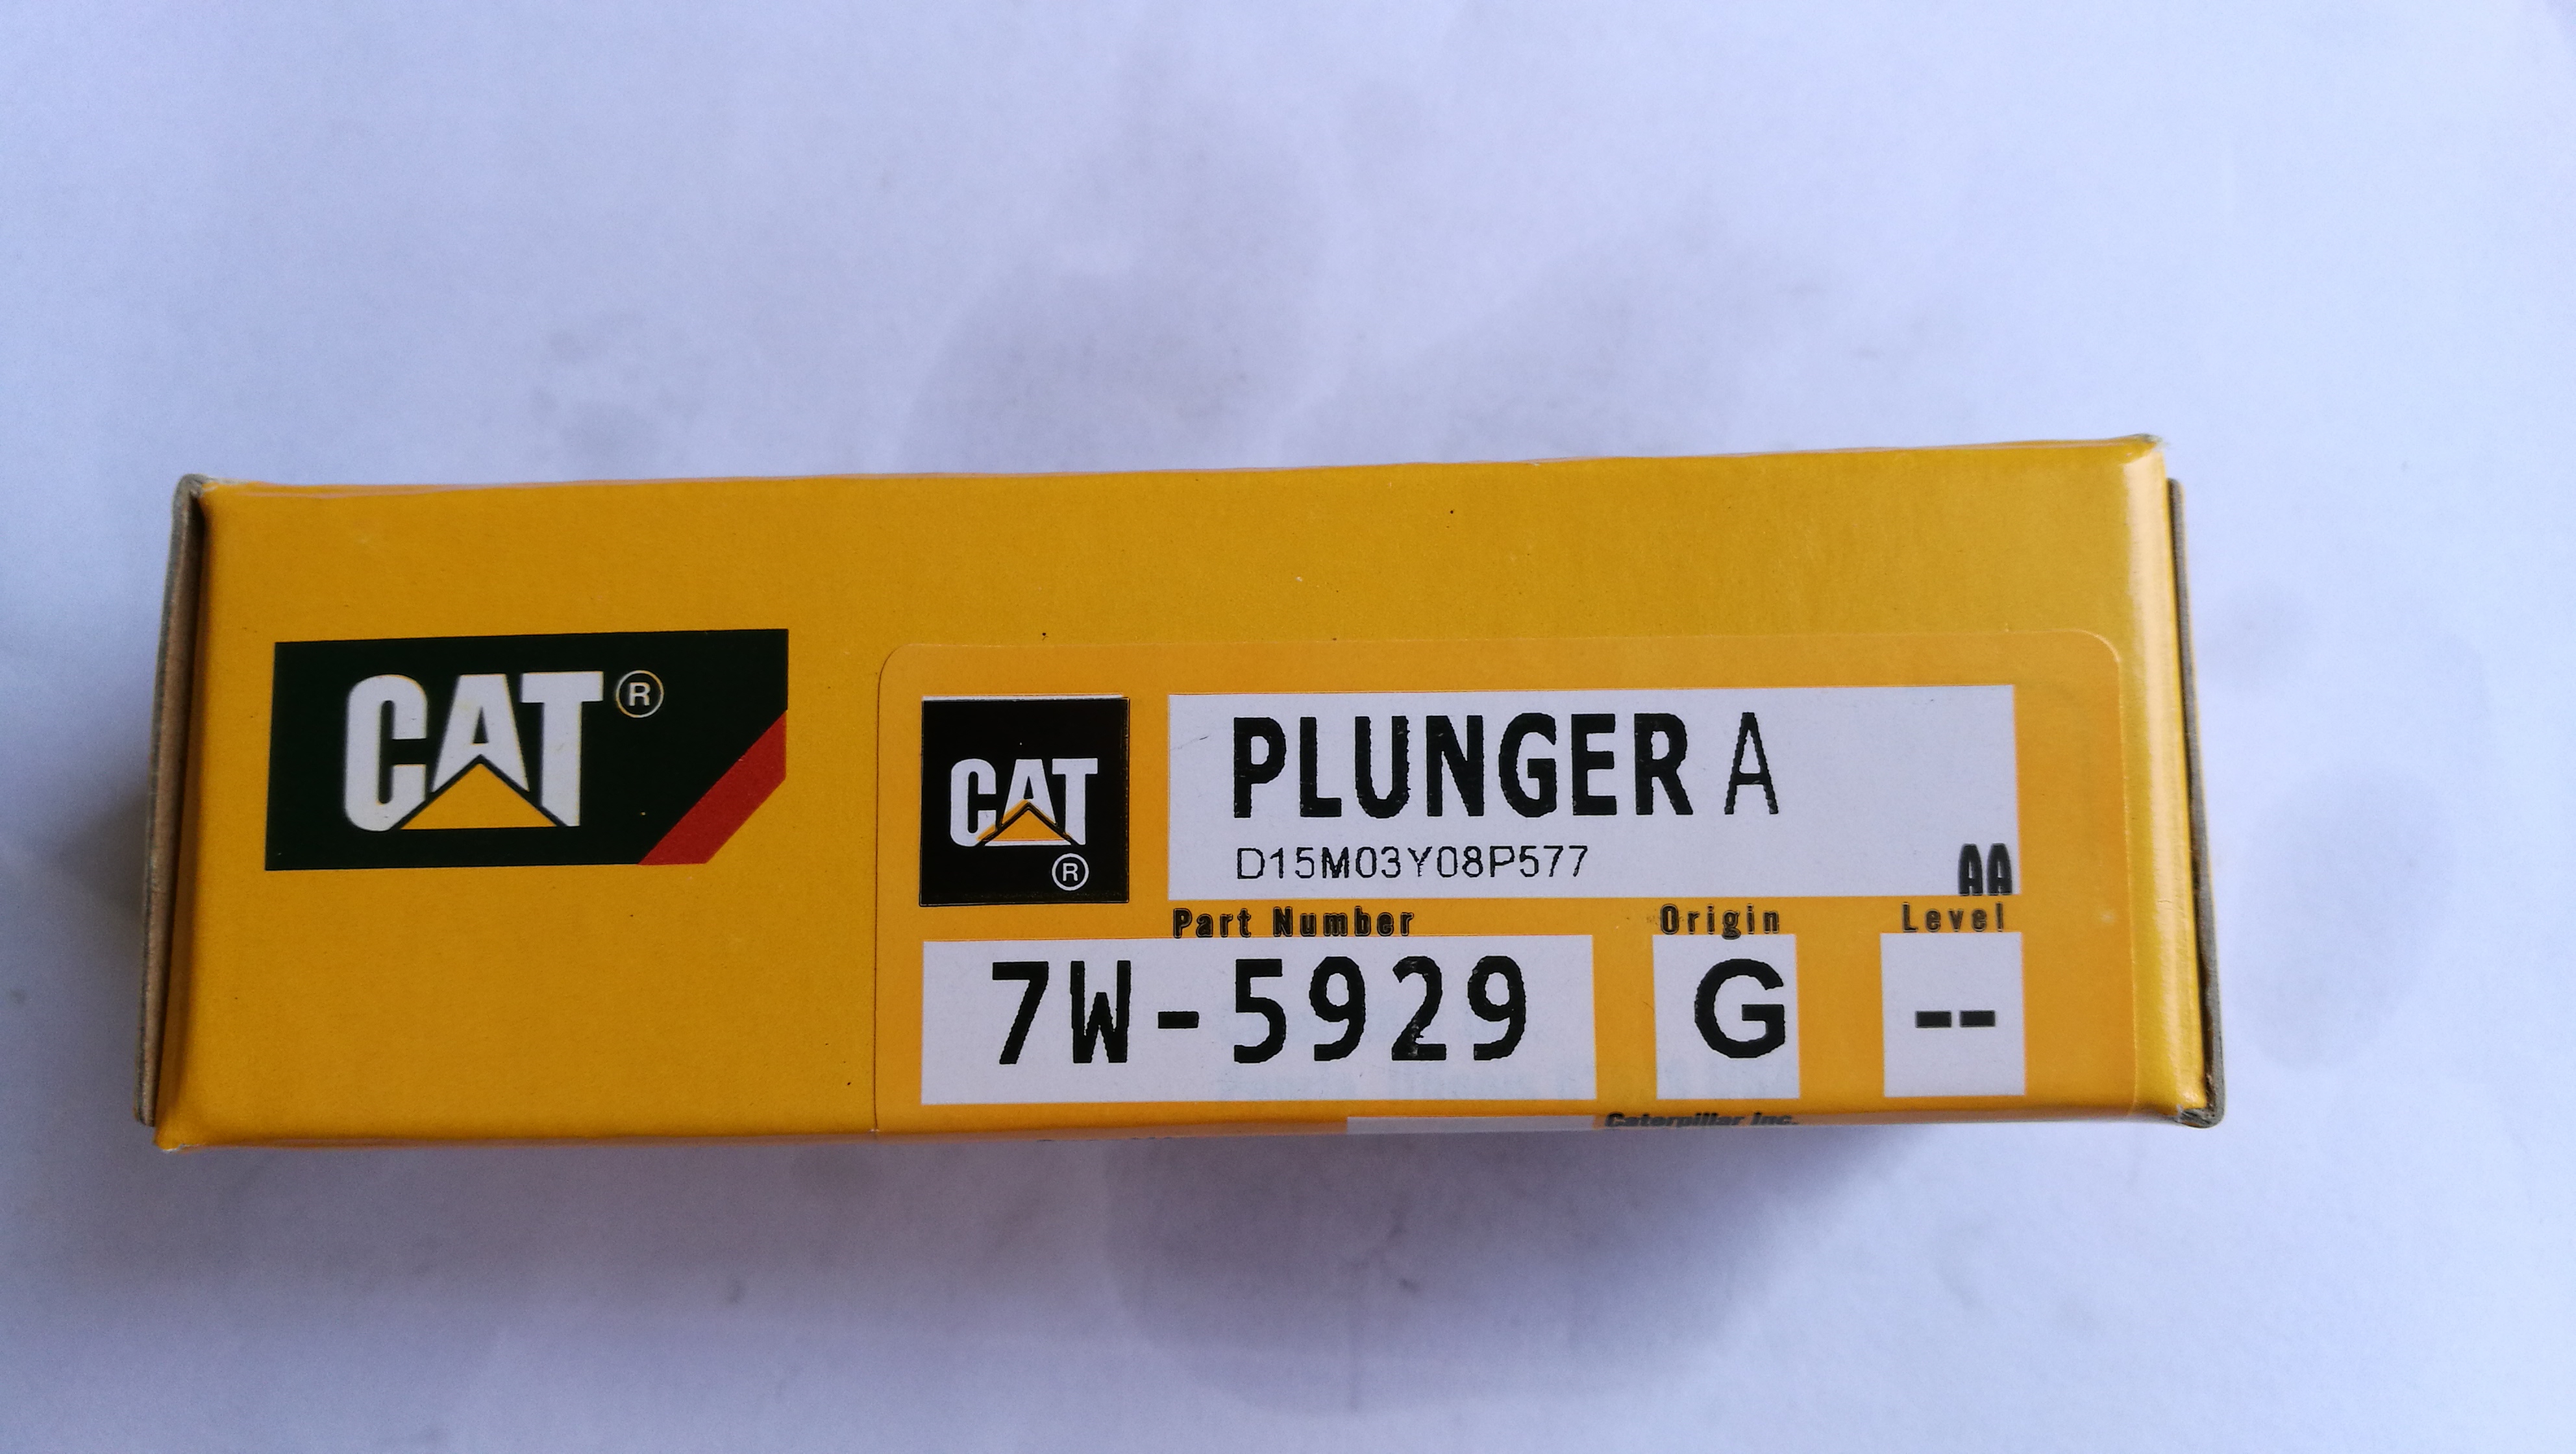 CAT®
CAT®
PLUNGER A
D15M03Y08P577
AA
Part Number Origin Level
7W-5929 G --
Caterpillar Inc.